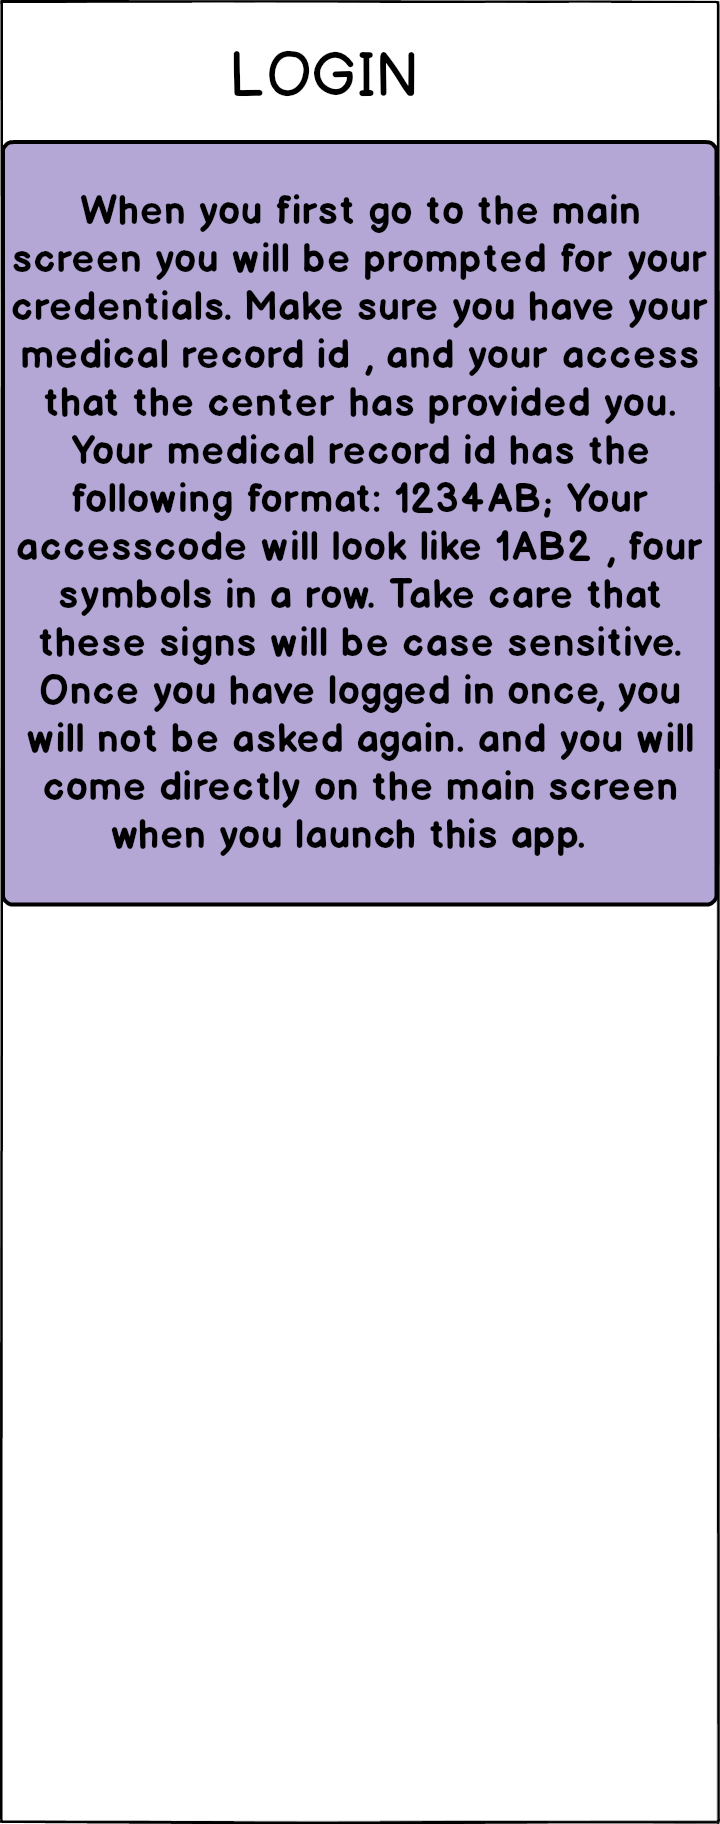 LOGIN
When you first go to the main
screen you will be prompted for your
credentials. Make sure you have your
medical record id , and your access
that the center has provided you.
Your medical record id has the
following format: 1234AB; Your
accesscode will look like 1AB2 , four
symbols in a row. Take care that
these signs will be case sensitive.
Once you have logged in once, you
will not be asked again. and you will
come directly on the main screen
when you launch this app.